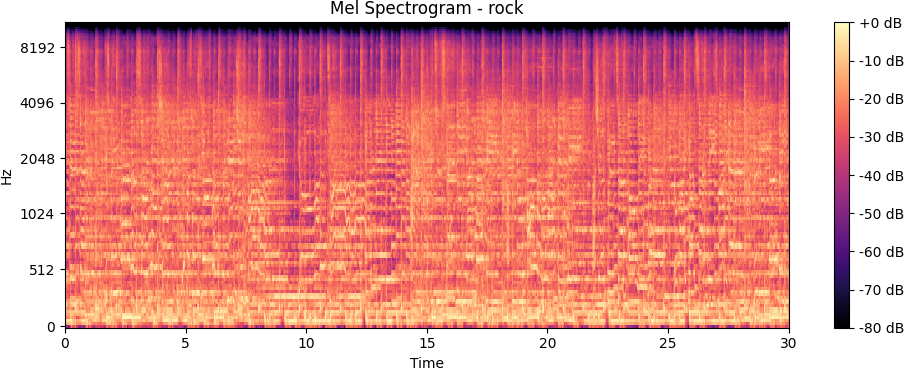 Mel Spectrogram - rock
Hz
8192
4096
2048
1024
512
0
0 5 10 15 20 25 30
Time
+0 dB
-10 dB
-20 dB
-30 dB
-40 dB
-50 dB
-60 dB
-70 dB
-80 dB